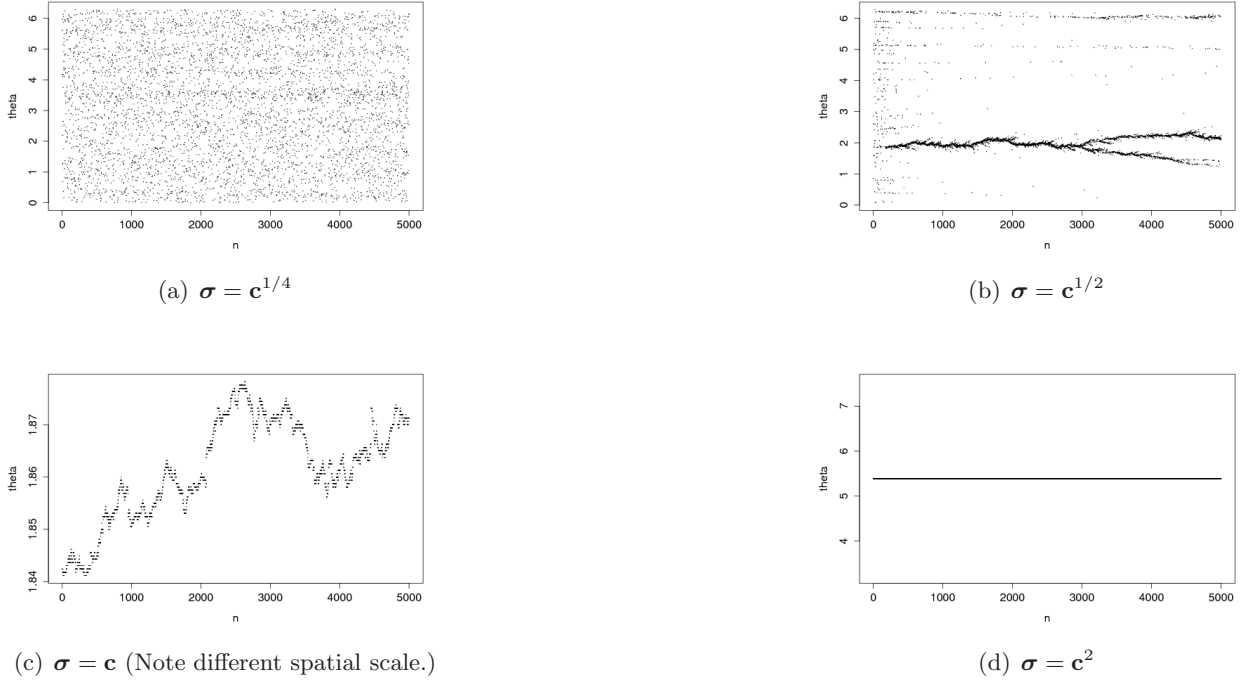 theta
6
5
4
3
2
1
0
0 1000 2000 3000 4000 5000
n
(a) σ = c^{1/4}
theta
6
5
4
3
2
1
0
0 1000 2000 3000 4000 5000
n
(b) σ = c^{1/2}
theta
1.87
1.86
1.85
1.84
0 1000 2000 3000 4000 5000
n
(c) σ = c (Note different spatial scale.)
theta
7
6
5
4
0 1000 2000 3000 4000 5000
n
(d) σ = c^2